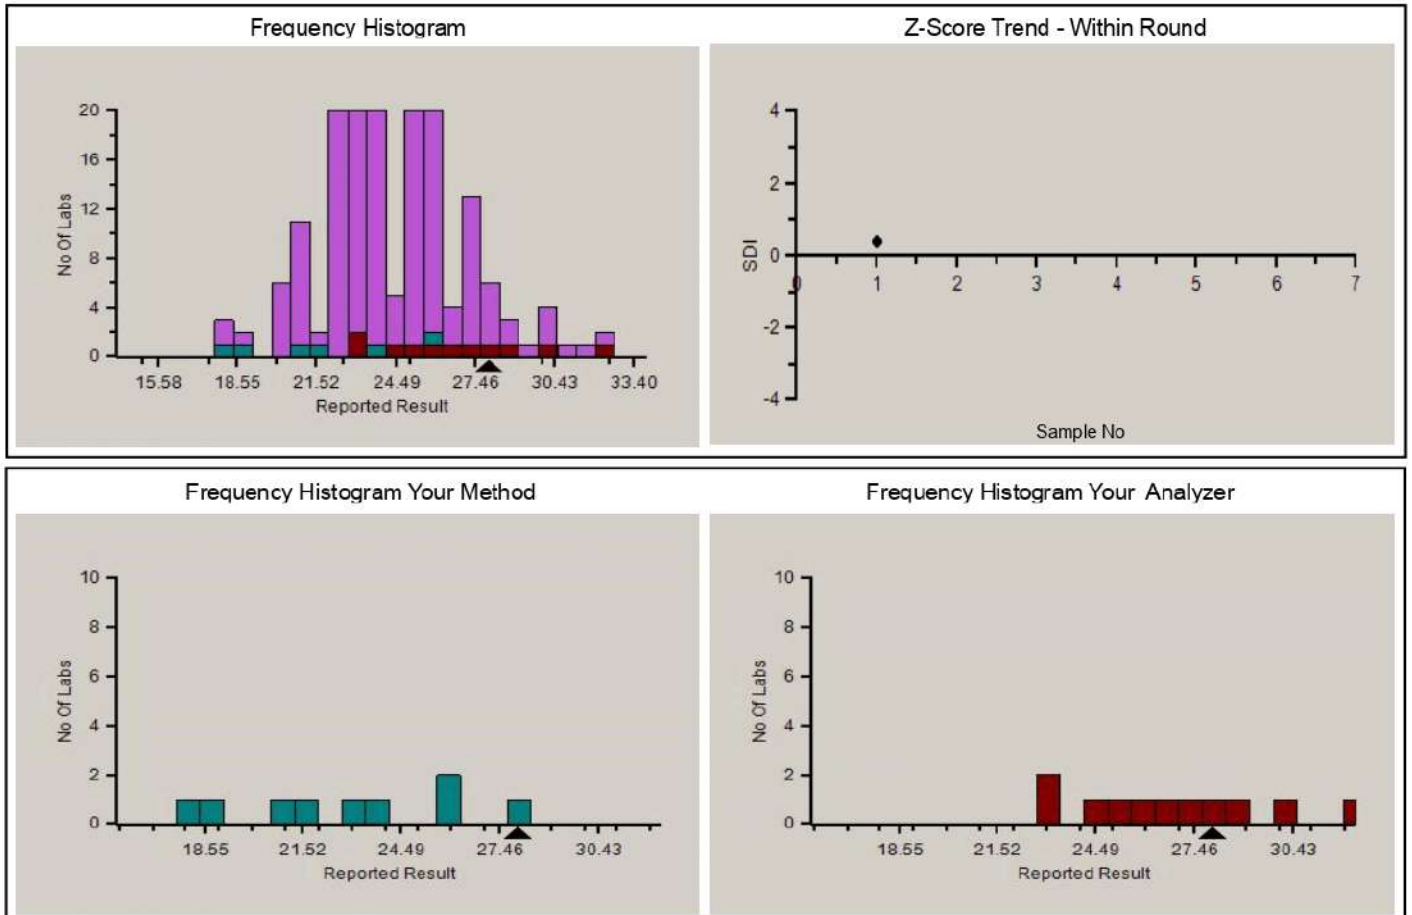 Frequency Histogram
20
16
12
8
4
0
No Of Labs
15.58 18.55 21.52 24.49 27.46 30.43 33.40
Reported Result
Z-Score Trend - Within Round
4
2
0
-2
-4
SDI
0 1 2 3 4 5 6 7
Sample No
Frequency Histogram Your Method
10
8
6
4
2
0
No Of Labs
18.55 21.52 24.49 27.46 30.43
Reported Result
Frequency Histogram Your Analyzer
10
8
6
4
2
0
No Of Labs
18.55 21.52 24.49 27.46 30.43
Reported Result